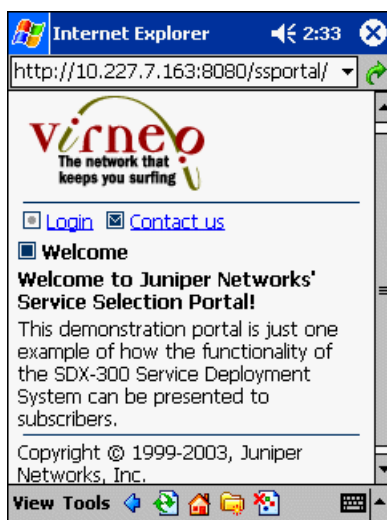 Internet Explorer 2:33
http://10.227.7.163:8080/ssportal/
Virneo
The network that
keeps you surfing
Login Contact us
Welcome
Welcome to Juniper Networks'
Service Selection Portal!
This demonstration portal is just one
example of how the functionality of
the SDX-300 Service Deployment
System can be presented to
subscribers.
Copyright © 1999-2003, Juniper
Networks, Inc.
View Tools